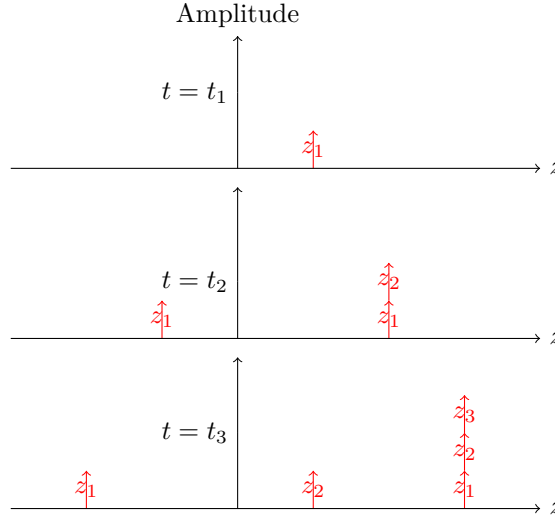 Amplitude
t = t₁
z₁
z
t = t₂
z₂
z₁
z₁
z
t = t₃
z₃
z₂
z₁
z₂
z₁
z